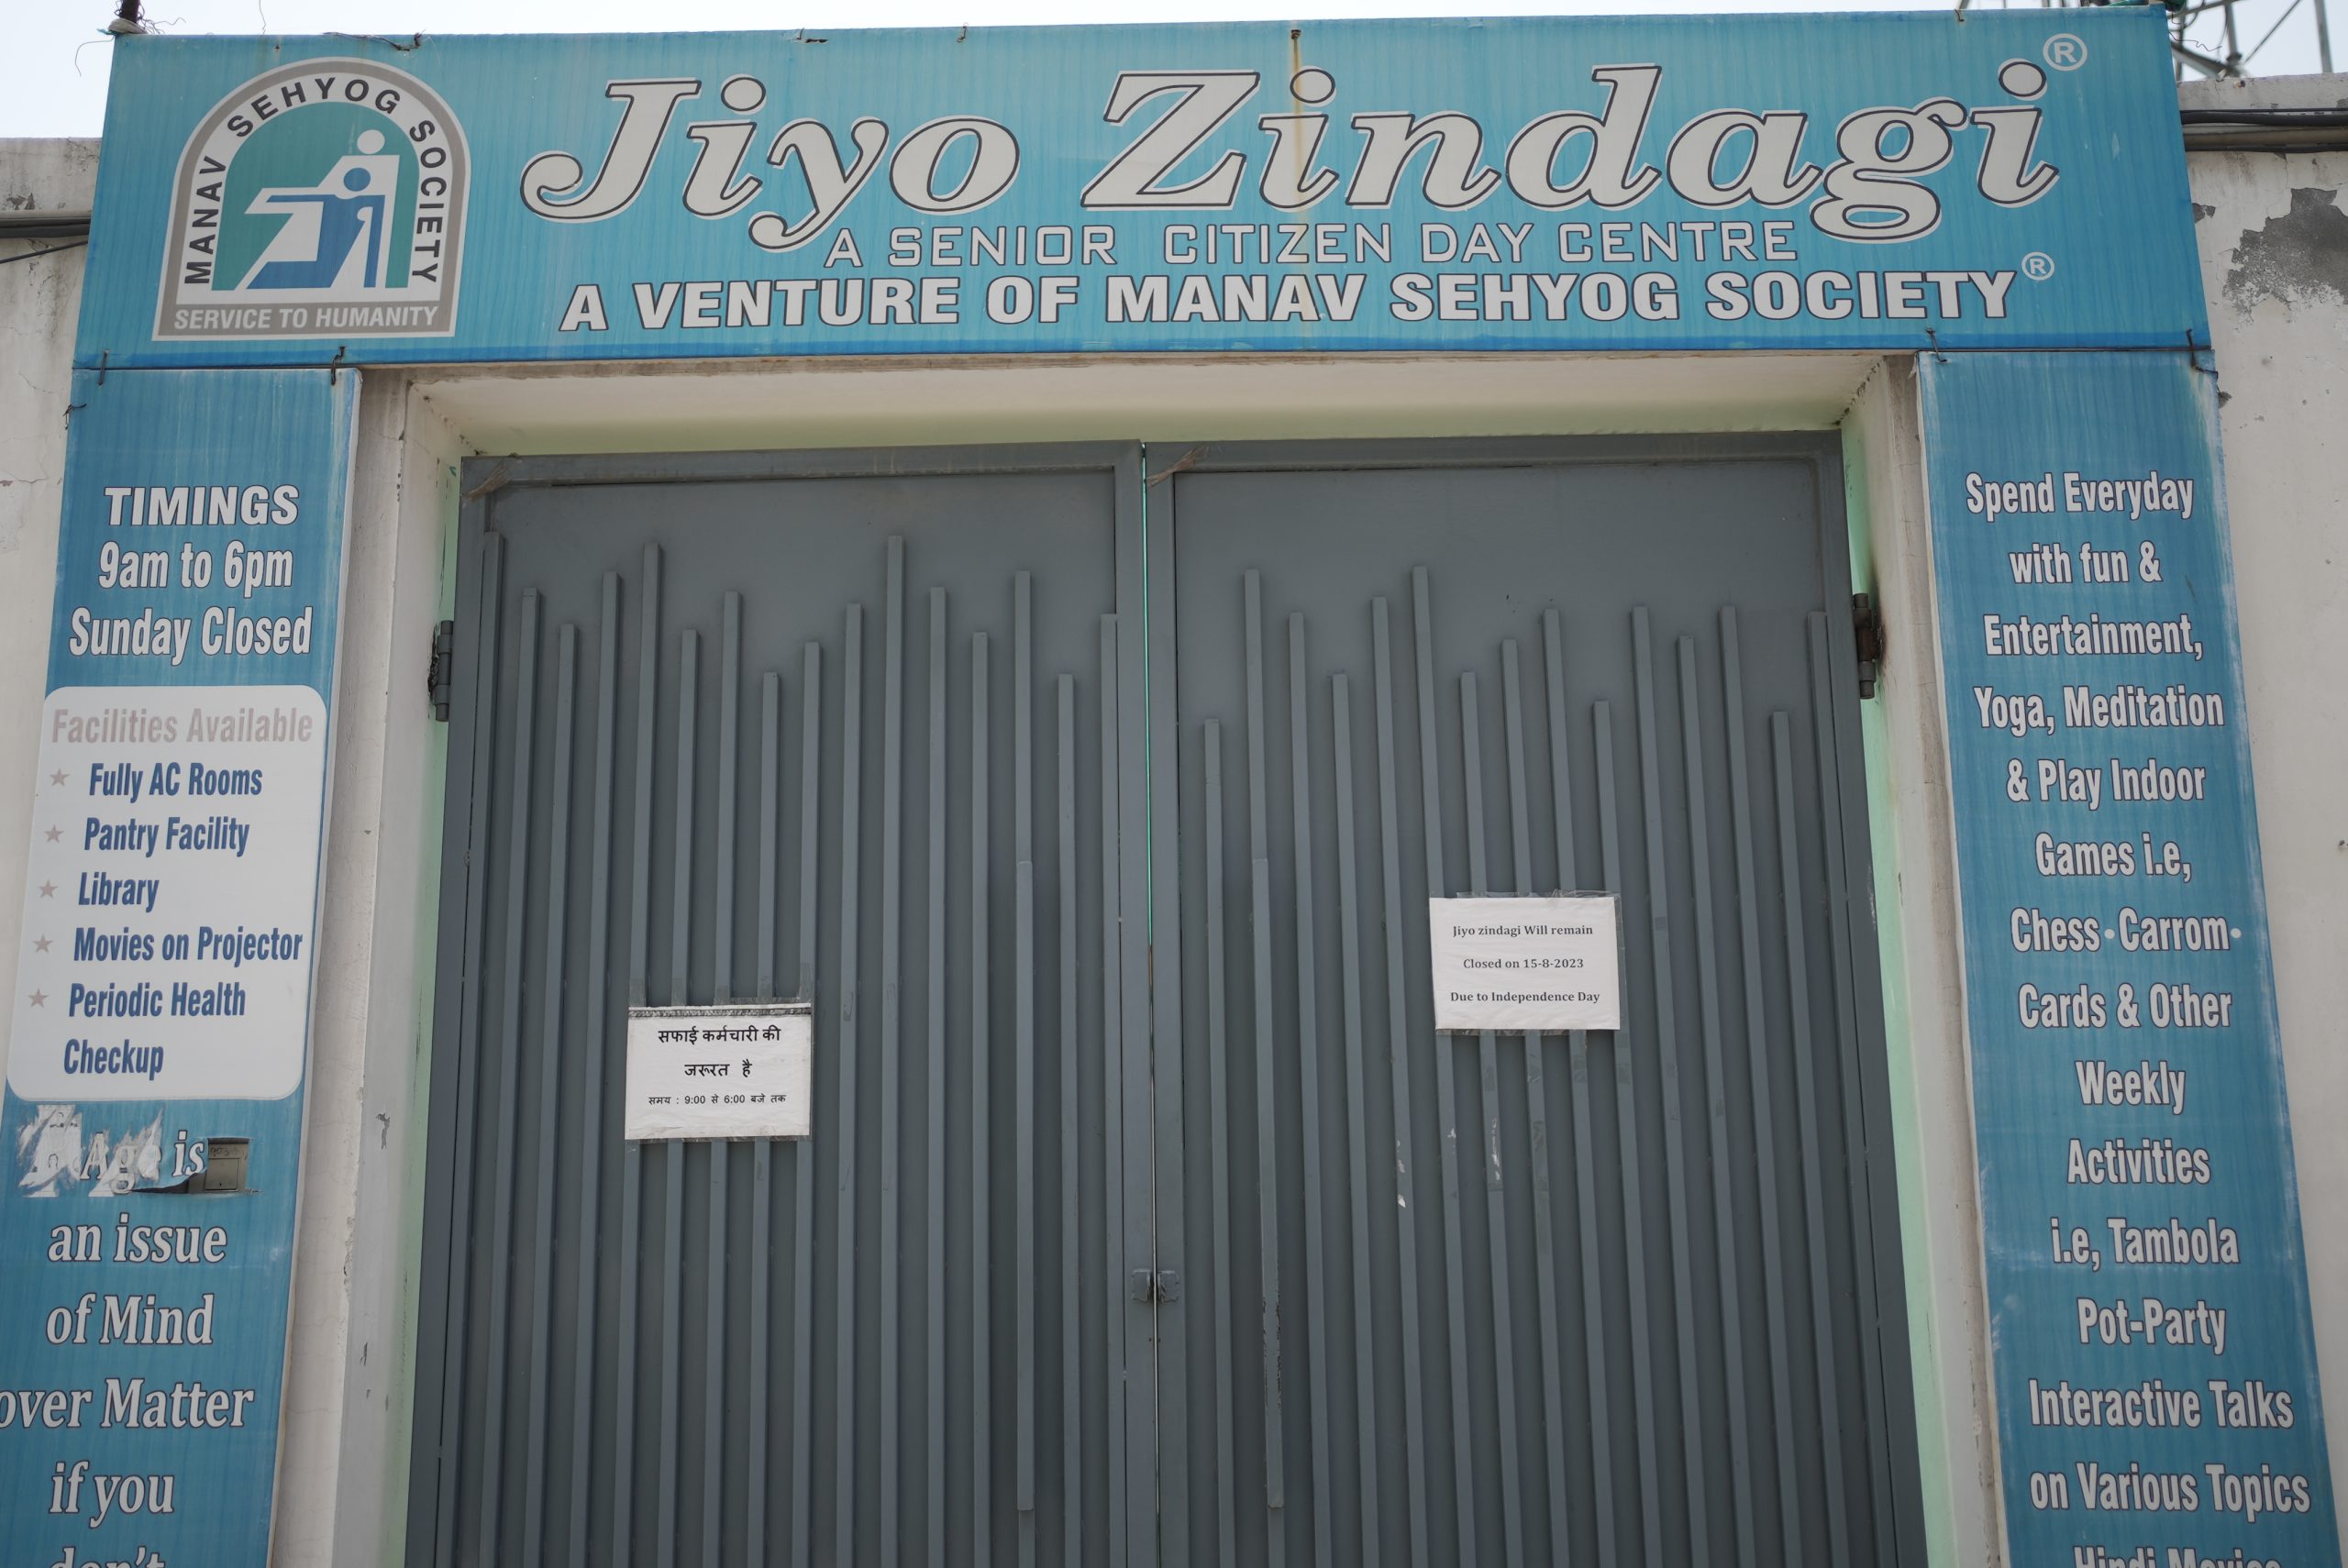 MANAV SEHYOG SOCIETY
SERVICE TO HUMANITY
Jiyo Zindagi®
A SENIOR CITIZEN DAY CENTRE
A VENTURE OF MANAV SEHYOG SOCIETY®
TIMINGS
9am to 6pm
Sunday Closed
Facilities Available
Fully AC Rooms
Pantry Facility
Library
Movies on Projector
Periodic Health
Checkup
Age is
an issue
of Mind
over Matter
if you
don't
सफाई कर्मचारी की
जरूरत है
समय : 9:00 से 6:00 बजे तक
Jiyo zindagi Will remain
Closed on 15-8-2023
Due to Independence Day
Spend Everyday
with fun &
Entertainment,
Yoga, Meditation
& Play Indoor
Games i.e,
Chess•Carrom•
Cards & Other
Weekly
Activities
i.e, Tambola
Pot-Party
Interactive Talks
on Various Topics
Hindi Movies